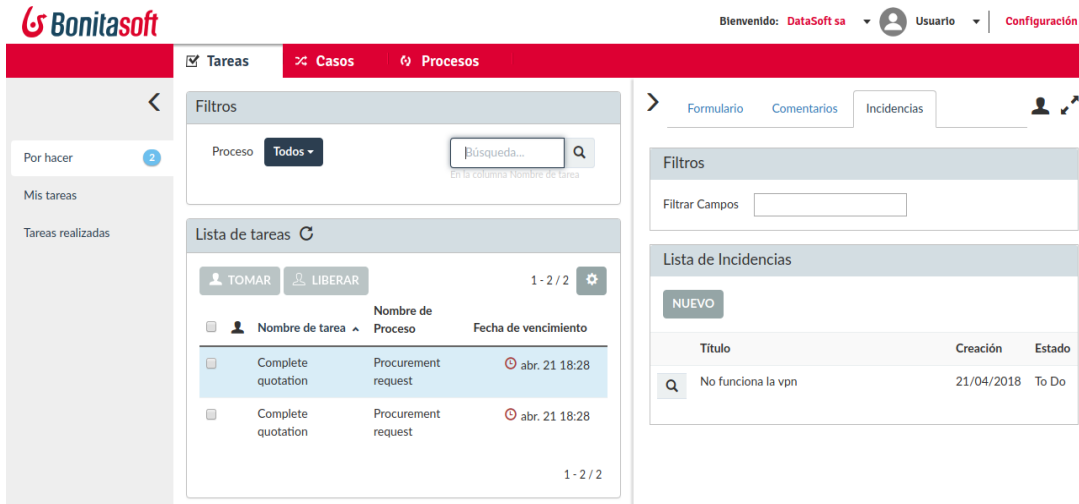 Bonitasoft
Bienvenido: DataSoft sa
Usuario
Configuración
Tareas
Casos
Procesos
Por hacer
2
Mis tareas
Tareas realizadas
Filtros
Proceso
Todos
Búsqueda...
En la columna Nombre de tarea
Lista de tareas
TOMAR
LIBERAR
1 - 2 / 2
Nombre de tarea
Nombre de Proceso
Fecha de vencimiento
Complete quotation
Procurement request
abr. 21 18:28
Complete quotation
Procurement request
abr. 21 18:28
1 - 2 / 2
Formulario
Comentarios
Incidencias
Filtros
Filtrar Campos
Lista de Incidencias
NUEVO
Título
Creación
Estado
No funciona la vpn
21/04/2018
To Do